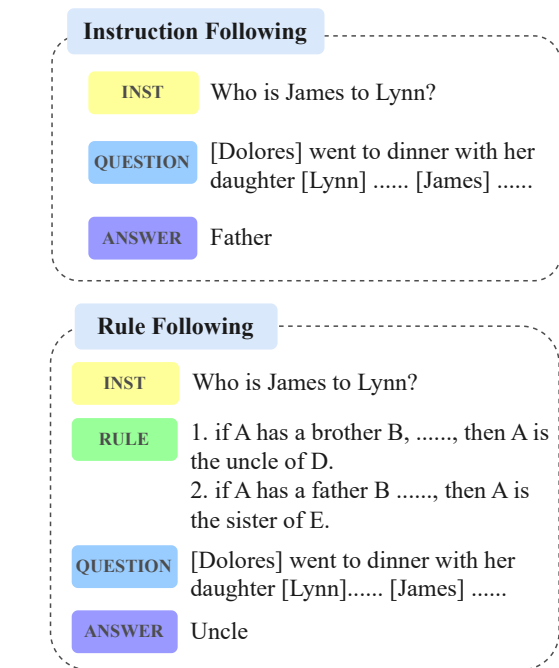 Instruction Following
INST Who is James to Lynn?
QUESTION [Dolores] went to dinner with her
daughter [Lynn] ...... [James] ......
ANSWER Father
Rule Following
INST Who is James to Lynn?
RULE 1. if A has a brother B, ......, then A is
the uncle of D.
2. if A has a father B ......, then A is
the sister of E.
QUESTION [Dolores] went to dinner with her
daughter [Lynn]...... [James] ......
ANSWER Uncle